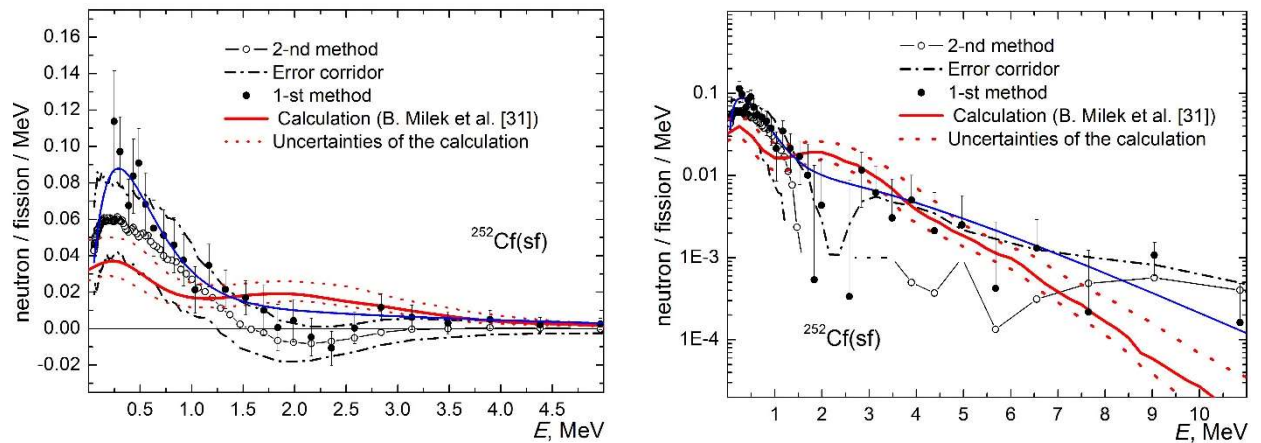 0.16
0.14
0.12
0.10
0.08
0.06
0.04
0.02
0.00
-0.02
neutron / fission / MeV
2-nd method
Error corridor
1-st method
Calculation (B. Milek et al. [31])
Uncertainties of the calculation
²⁵²Cf(sf)
0.5 1.0 1.5 2.0 2.5 3.0 3.5 4.0 4.5
E, MeV
0.1
0.01
1E-3
1E-4
neutron / fission / MeV
2-nd method
Error corridor
1-st method
Calculation (B. Milek et al. [31])
Uncertainties of the calculation
²⁵²Cf(sf)
1 2 3 4 5 6 7 8 9 10
E, MeV